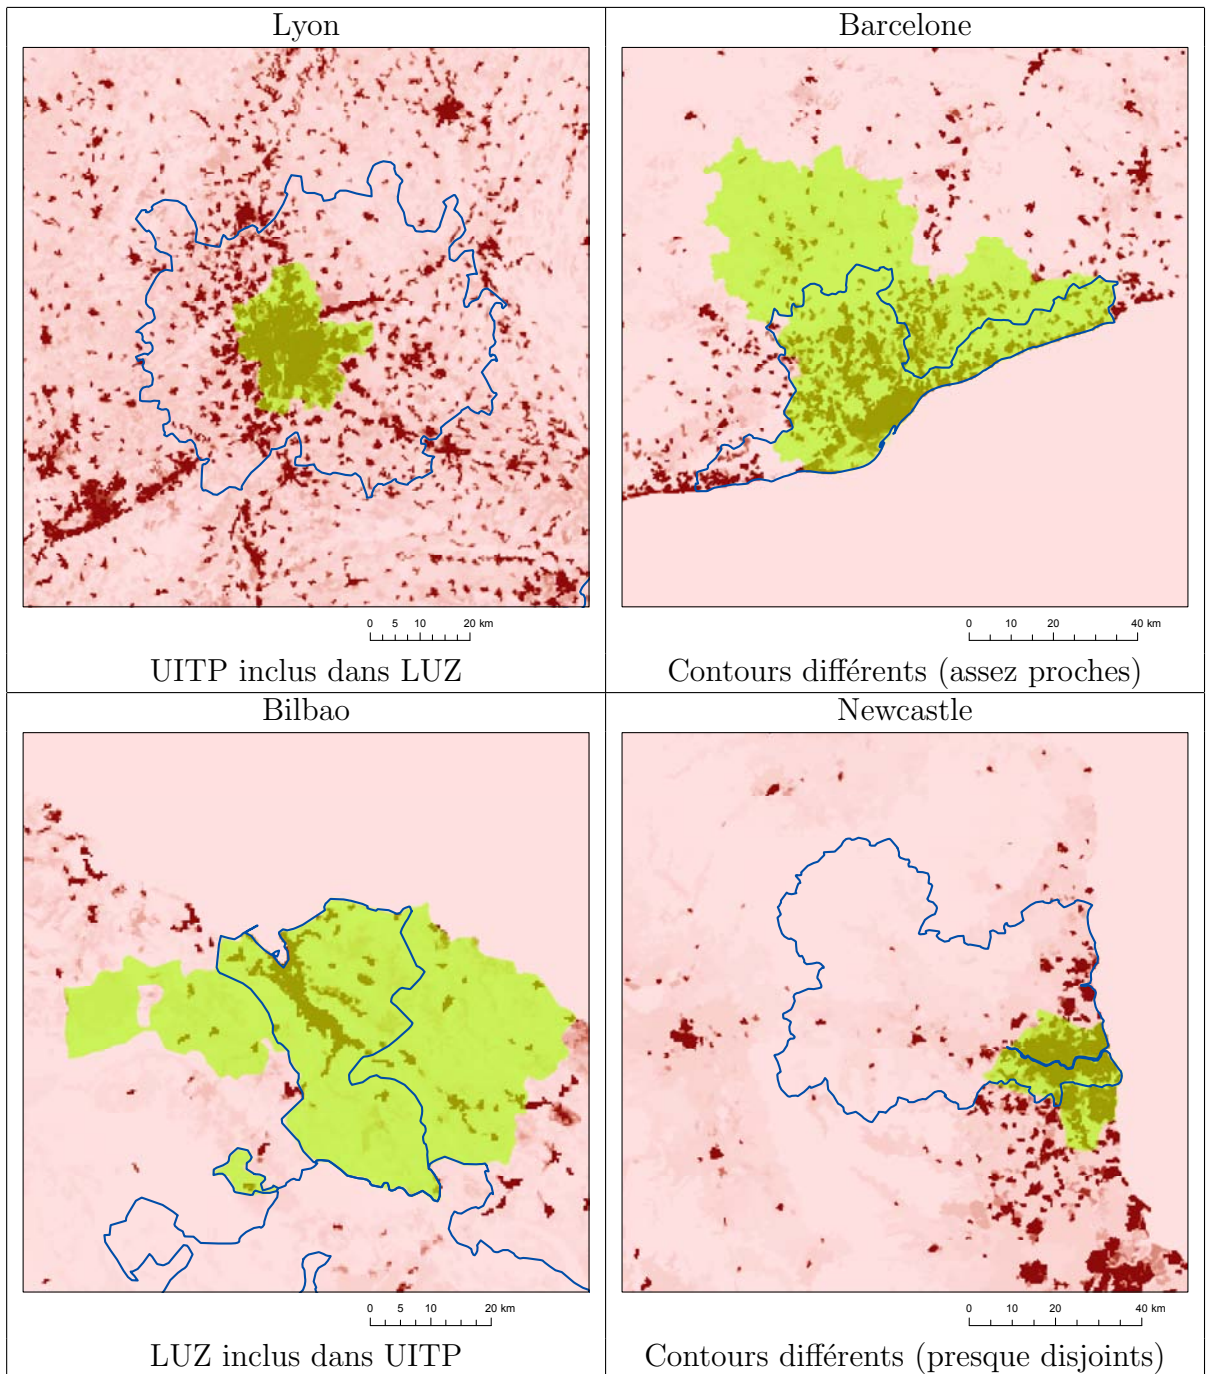 Lyon
Barcelone
0 5 10 20 km
0 10 20 40 km
UITP inclus dans LUZ
Contours différents (assez proches)
Bilbao
Newcastle
0 5 10 20 km
0 10 20 40 km
LUZ inclus dans UITP
Contours différents (presque disjoints)